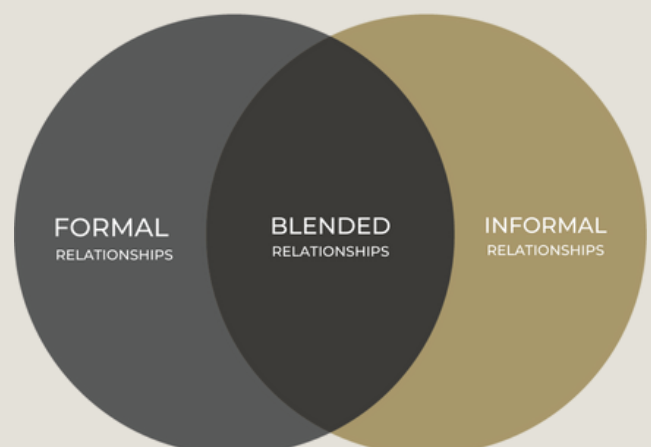 FORMAL
RELATIONSHIPS
BLENDED
RELATIONSHIPS
INFORMAL
RELATIONSHIPS